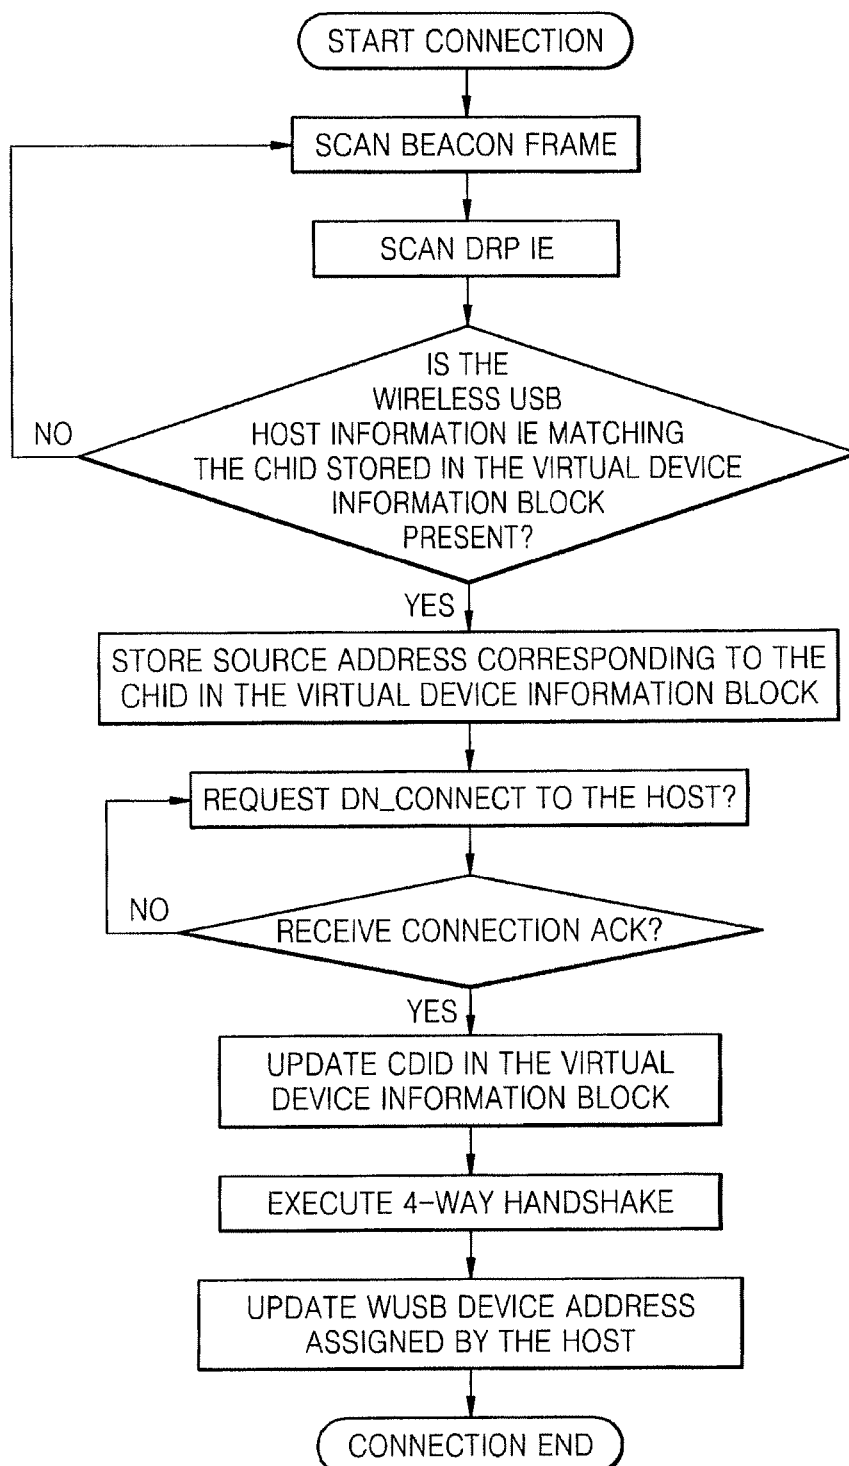 START CONNECTION
SCAN BEACON FRAME
SCAN DRP IE
IS THE
WIRELESS USB
HOST INFORMATION IE MATCHING
THE CHID STORED IN THE VIRTUAL DEVICE
INFORMATION BLOCK
PRESENT?
NO
YES
STORE SOURCE ADDRESS CORRESPONDING TO THE
CHID IN THE VIRTUAL DEVICE INFORMATION BLOCK
REQUEST DN_CONNECT TO THE HOST?
NO
RECEIVE CONNECTION ACK?
YES
UPDATE CDID IN THE VIRTUAL
DEVICE INFORMATION BLOCK
EXECUTE 4-WAY HANDSHAKE
UPDATE WUSB DEVICE ADDRESS
ASSIGNED BY THE HOST
CONNECTION END